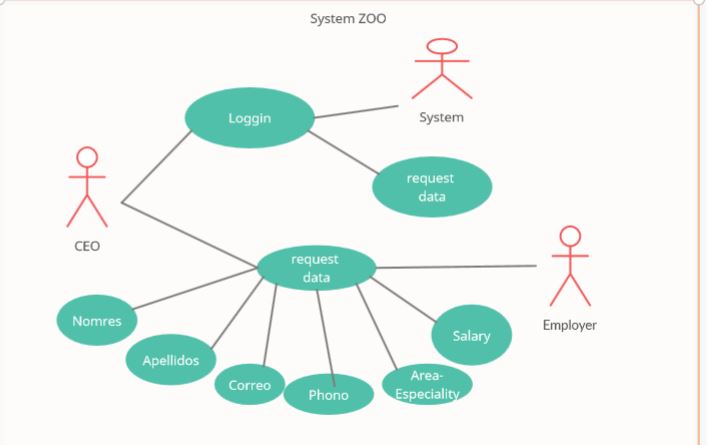 System ZOO
System
Loggin
request
data
CEO
request
data
Employer
Nomres
Apellidos
Correo
Phono
Area-
Especiality
Salary